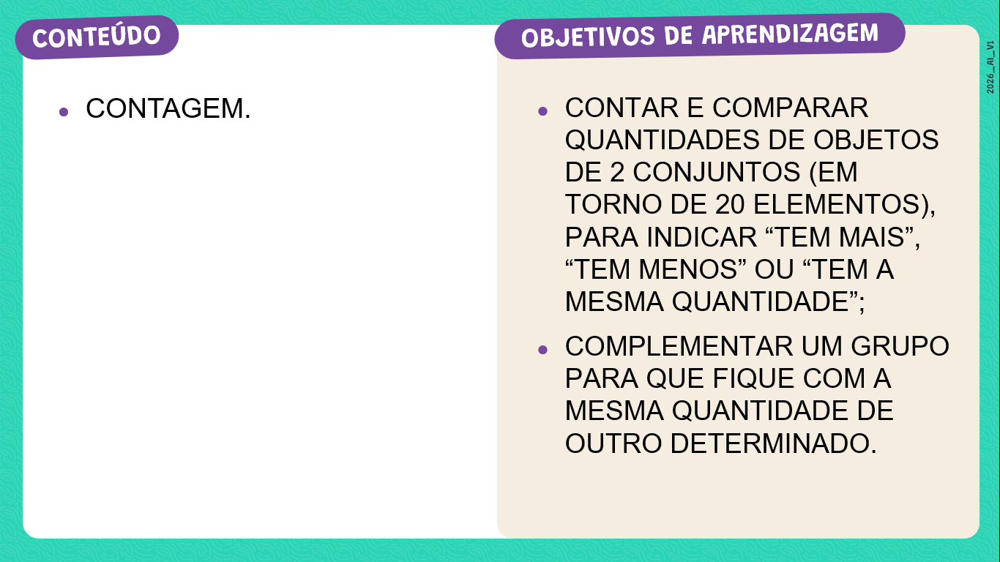 CONTEÚDO
CONTAGEM.
OBJETIVOS DE APRENDIZAGEM
CONTAR E COMPARAR
QUANTIDADES DE OBJETOS
DE 2 CONJUNTOS (EM
TORNO DE 20 ELEMENTOS),
PARA INDICAR “TEM MAIS”,
“TEM MENOS” OU “TEM A
MESMA QUANTIDADE”;
COMPLEMENTAR UM GRUPO
PARA QUE FIQUE COM A
MESMA QUANTIDADE DE
OUTRO DETERMINADO.
2026_AI_V1